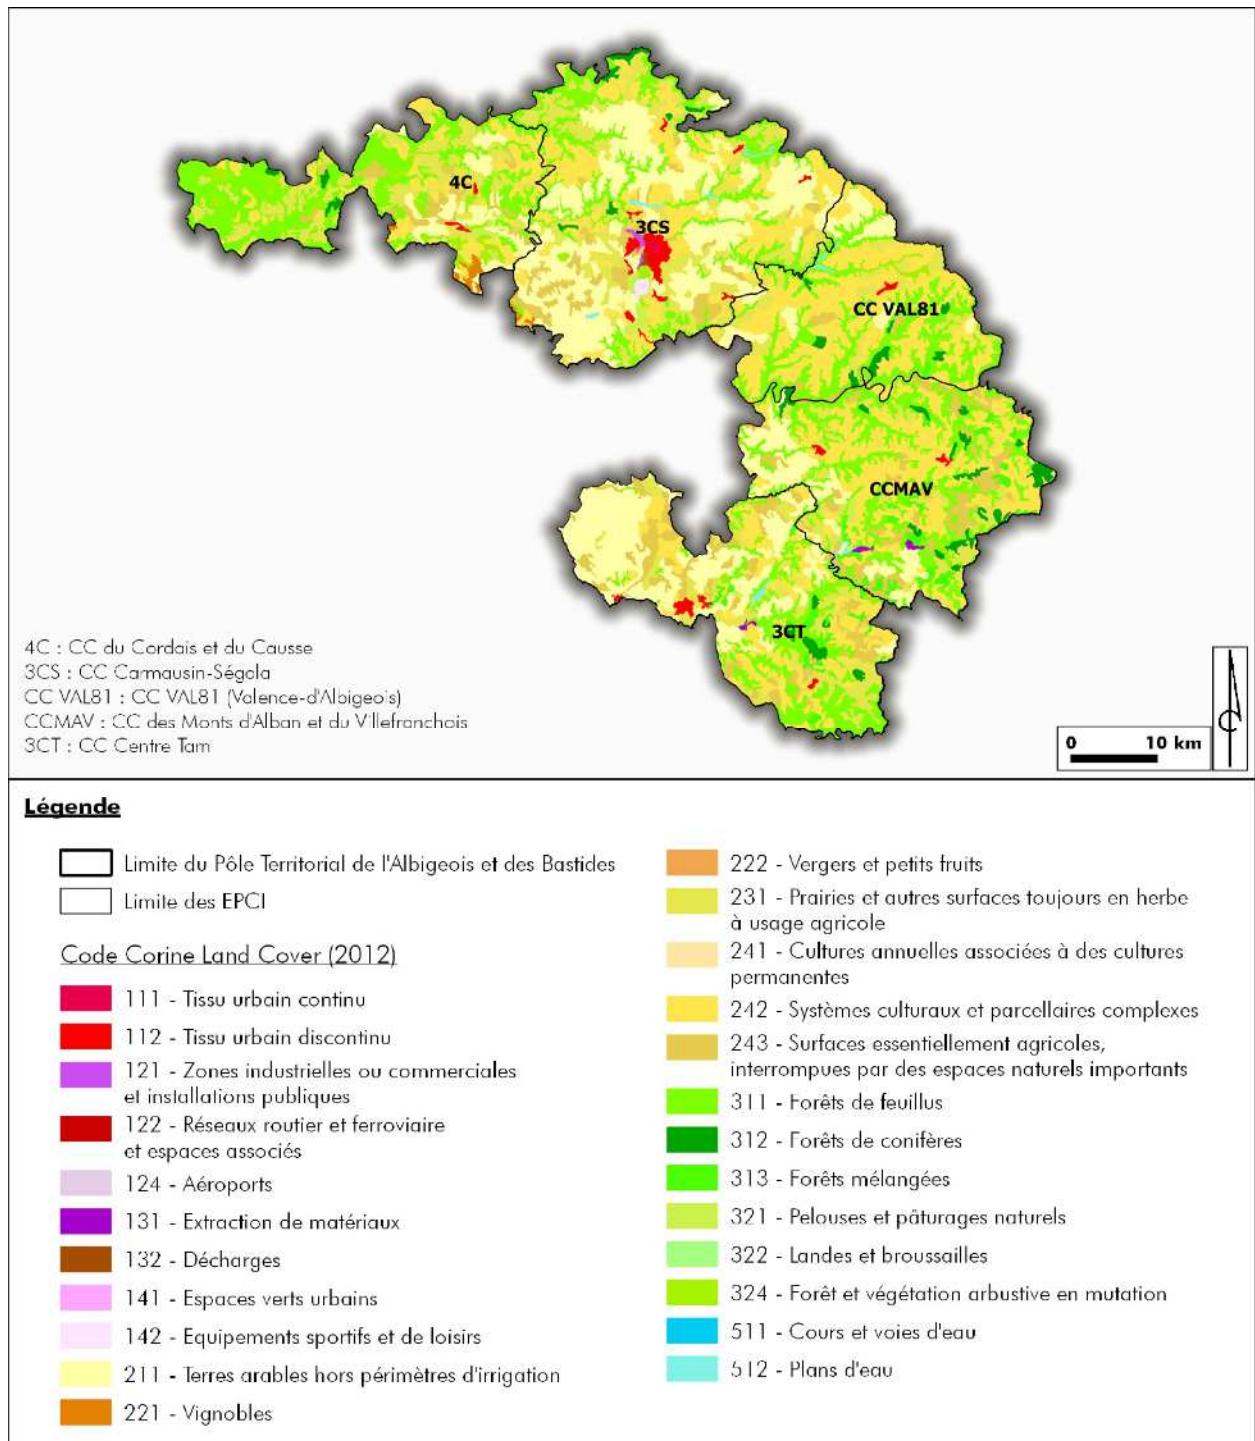 4C
3CS
CC VAL81
CCMAV
3CT
4C : CC du Cordais et du Causse
3CS : CC Carmausin-Ségala
CC VAL81 : CC VAL81 (Valence-d'Albigeois)
CCMAV : CC des Monts d'Alban et du Villefranchois
3CT : CC Centre Tarn
0 10 km
Légende
Limite du Pôle Territorial de l'Albigeois et des Bastides
Limite des EPCI
Code Corine Land Cover (2012)
111 - Tissu urbain continu
112 - Tissu urbain discontinu
121 - Zones industrielles ou commerciales
et installations publiques
122 - Réseaux routier et ferroviaire
et espaces associés
124 - Aéroports
131 - Extraction de matériaux
132 - Décharges
141 - Espaces verts urbains
142 - Equipements sportifs et de loisirs
211 - Terres arables hors périmètres d'irrigation
221 - Vignobles
222 - Vergers et petits fruits
231 - Prairies et autres surfaces toujours en herbe
à usage agricole
241 - Cultures annuelles associées à des cultures
permanentes
242 - Systèmes culturaux et parcellaires complexes
243 - Surfaces essentiellement agricoles,
interrompues par des espaces naturels importants
311 - Forêts de feuillus
312 - Forêts de conifères
313 - Forêts mélangées
321 - Pelouses et pâturages naturels
322 - Landes et broussailles
324 - Forêt et végétation arbustive en mutation
511 - Cours et voies d'eau
512 - Plans d'eau